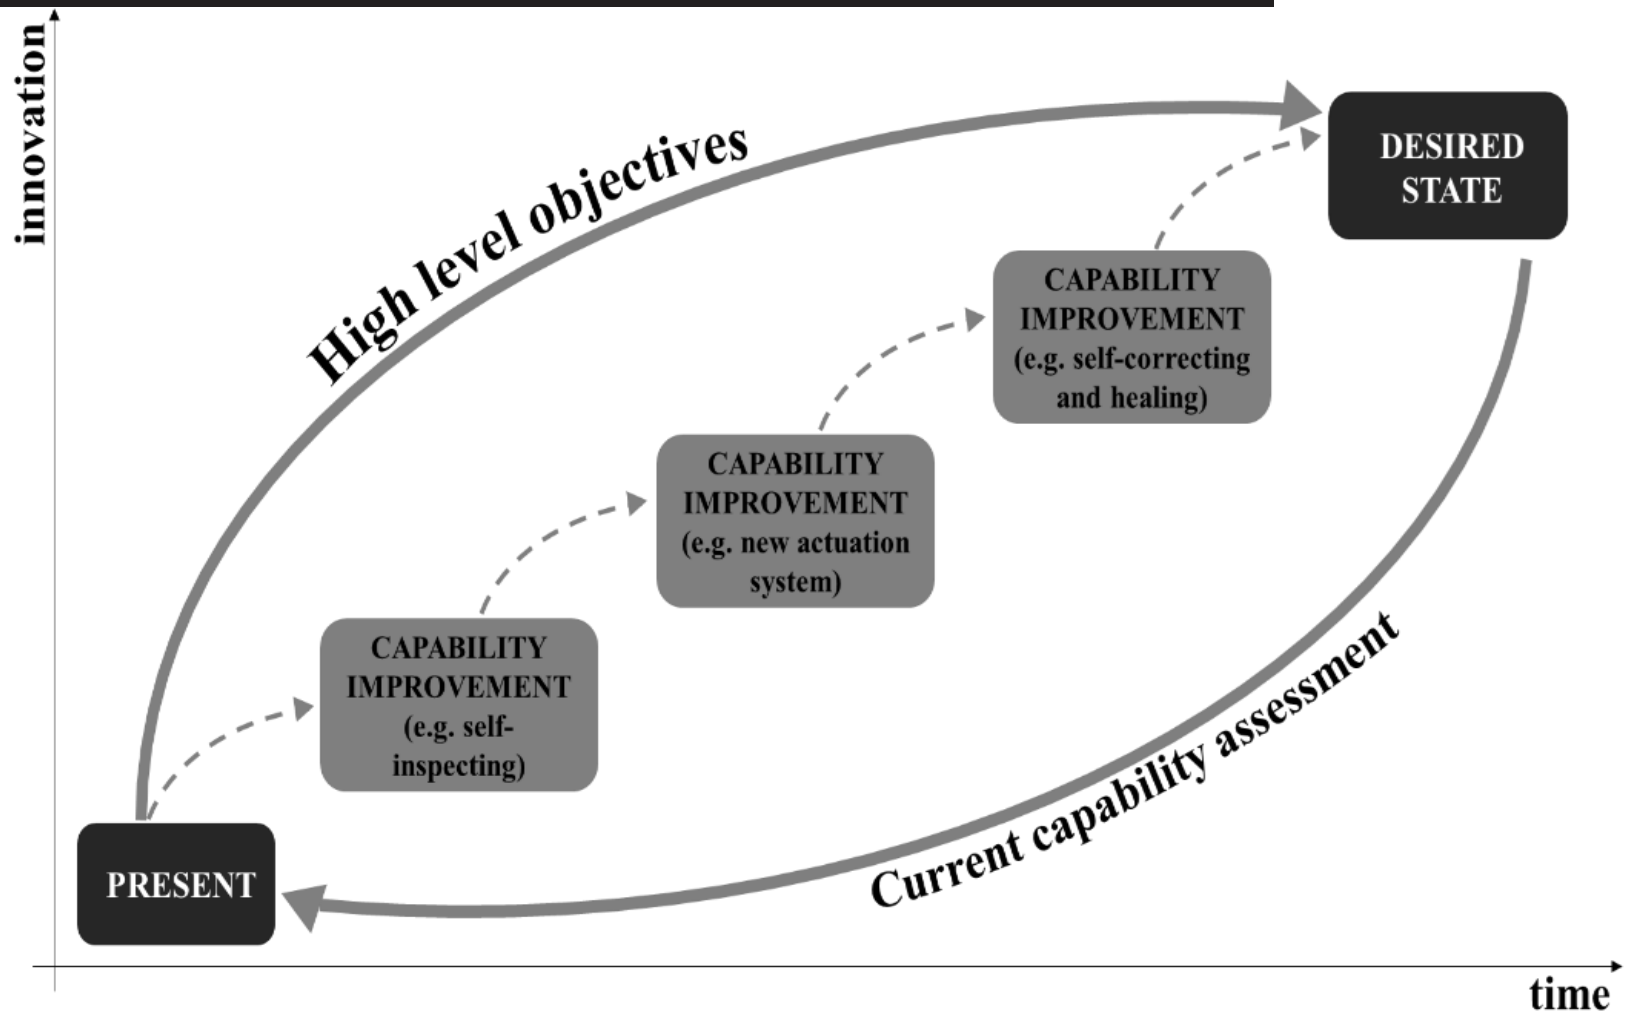 innovation
High level objectives
DESIRED
STATE
CAPABILITY
IMPROVEMENT
(e.g. self-correcting
and healing)
CAPABILITY
IMPROVEMENT
(e.g. new actuation
system)
CAPABILITY
IMPROVEMENT
(e.g. self-
inspecting)
Current capability assessment
PRESENT
time